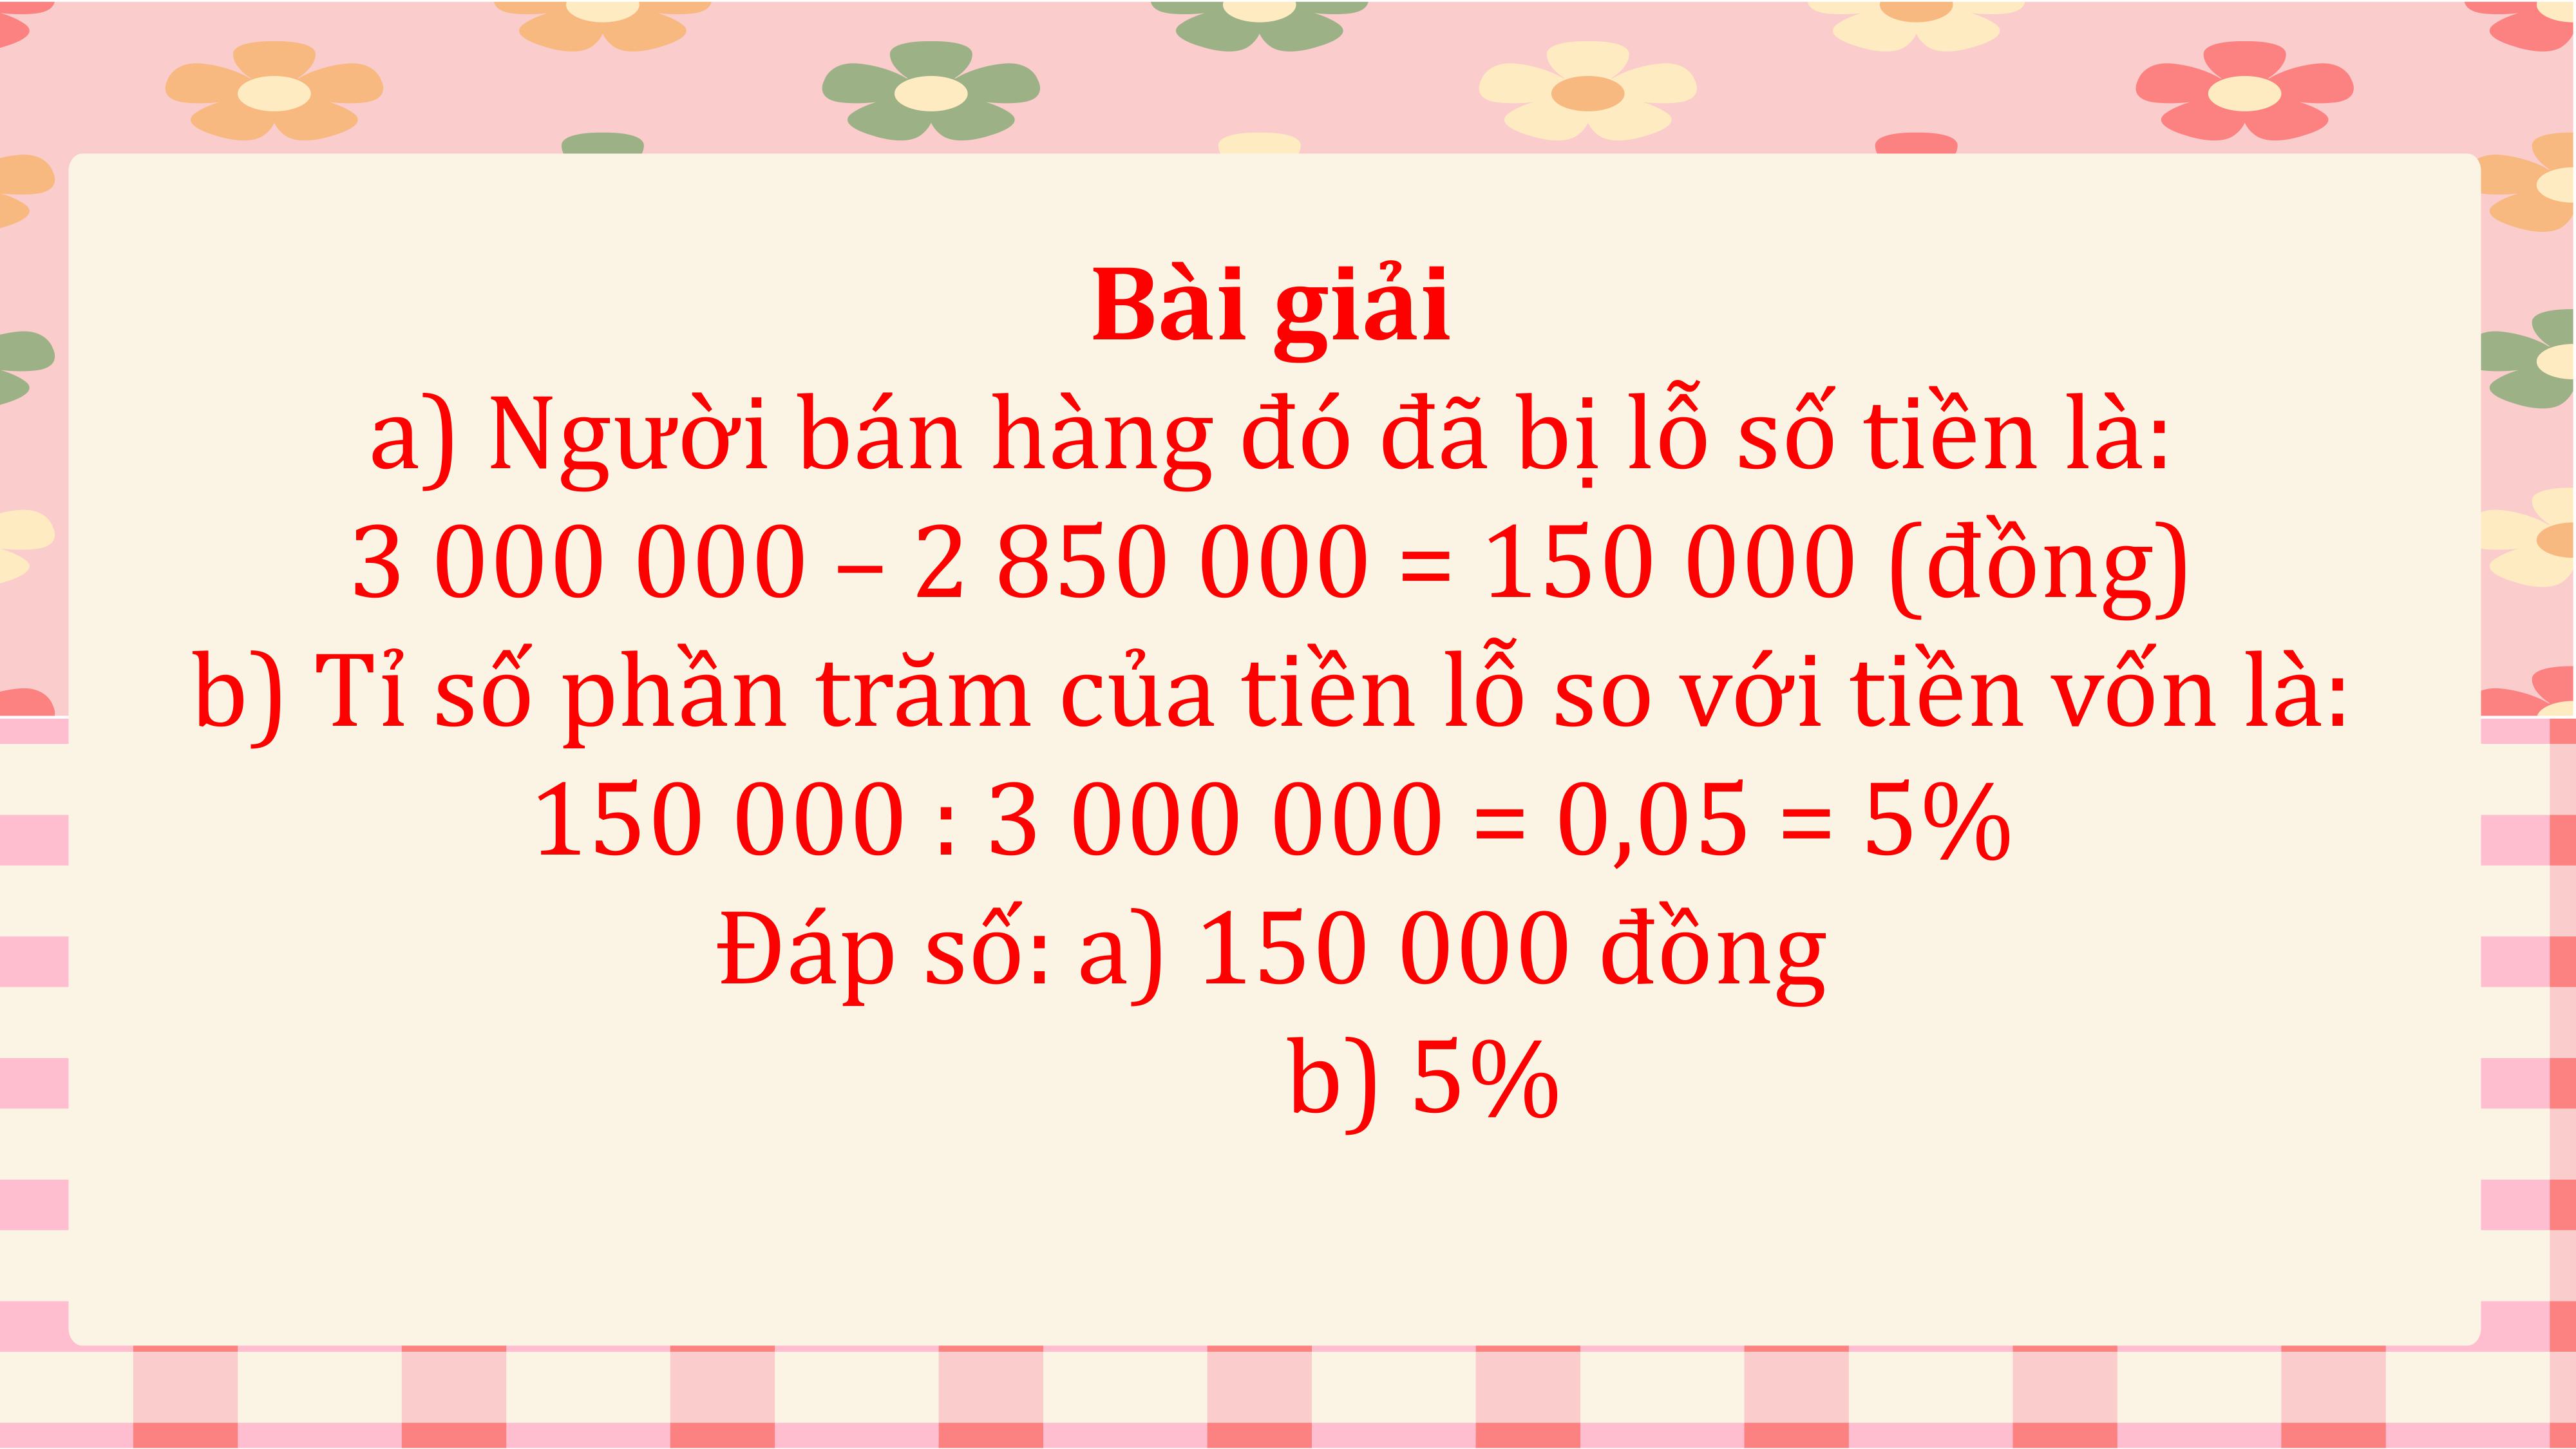 Bài giải
a) Người bán hàng đó đã bị lỗ số tiền là:
3 000 000 – 2 850 000 = 150 000 (đồng)
b) Tỉ số phần trăm của tiền lỗ so với tiền vốn là:
150 000 : 3 000 000 = 0,05 = 5%
Đáp số: a) 150 000 đồng
b) 5%